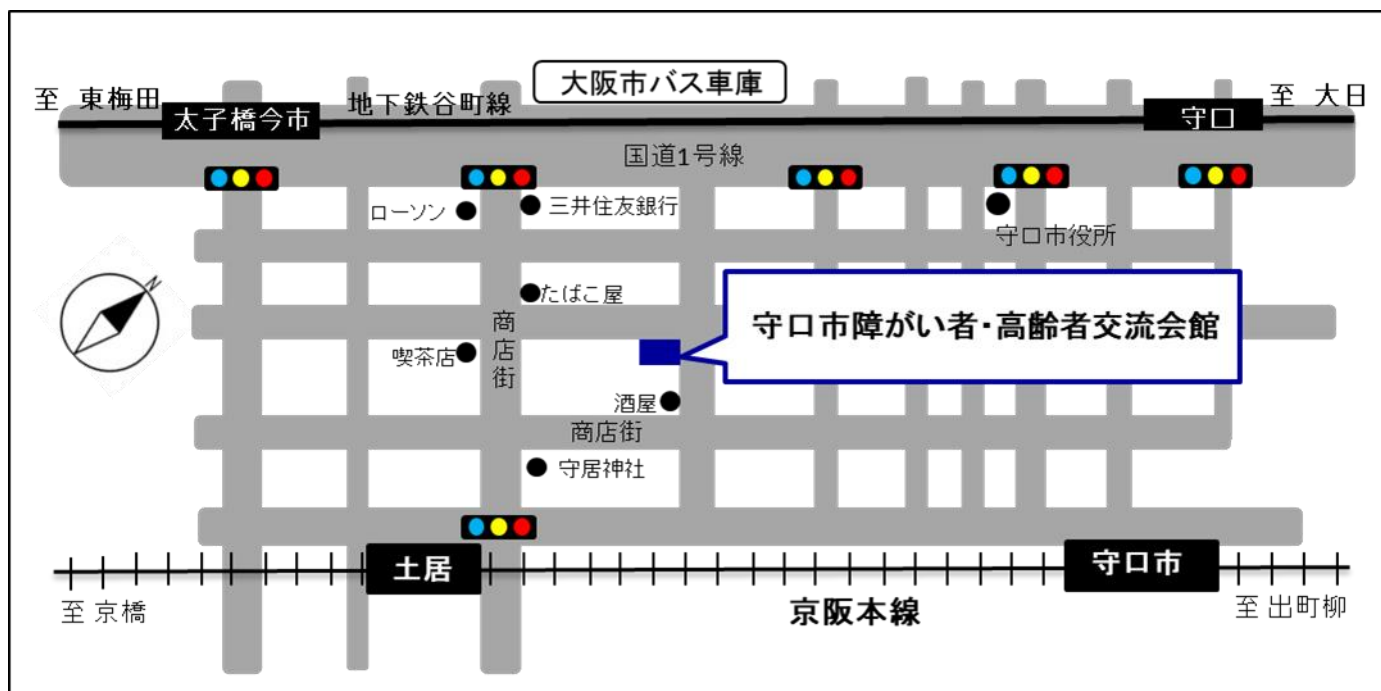 大阪市バス車庫
至 東梅田
地下鉄谷町線
至 大日
太子橋今市
守口
国道1号線
ローソン
三井住友銀行
守口市役所
N
たばこ屋
商店街
守口市障がい者・高齢者交流会館
喫茶店
酒屋
商店街
守居神社
土居
守口市
至 京橋
京阪本線
至 出町柳